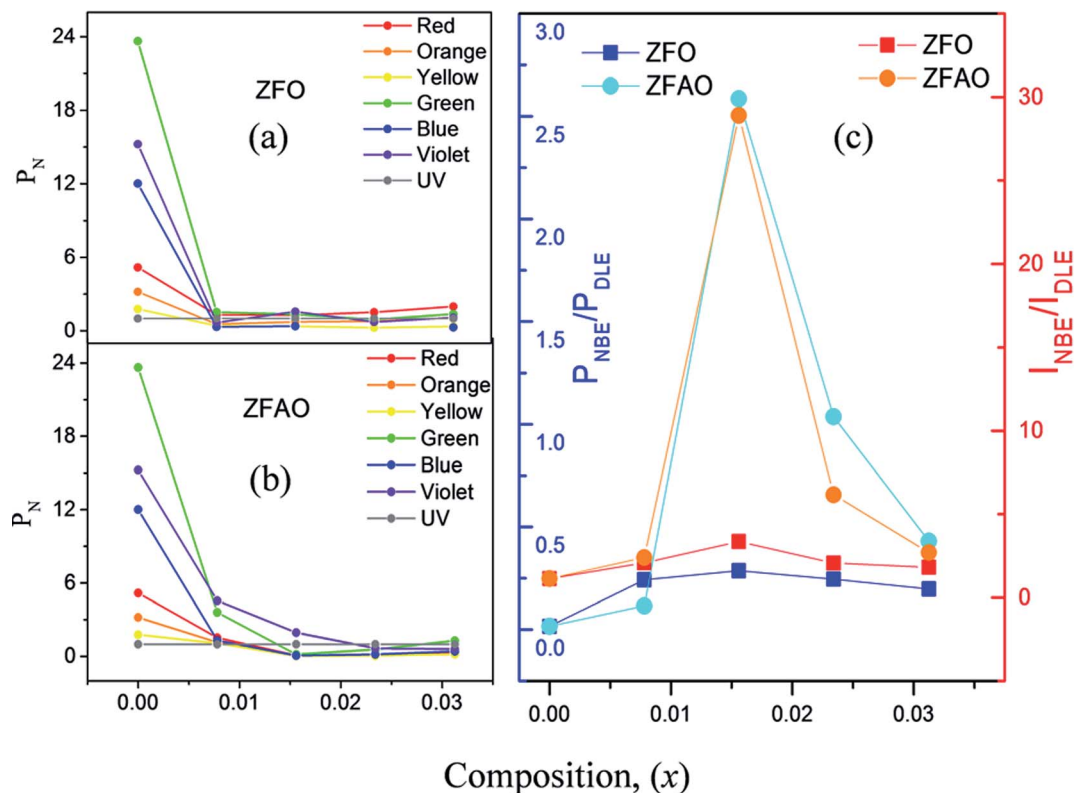 24
18
12
6
0
P_N
ZFO
(a)
Red
Orange
Yellow
Green
Blue
Violet
UV
24
18
12
6
0
P_N
ZFAO
(b)
Red
Orange
Yellow
Green
Blue
Violet
UV
0.00 0.01 0.02 0.03
3.0
2.5
2.0
1.5
1.0
0.5
0.0
P_NBE/P_DLE
ZFO
ZFAO
ZFO
ZFAO
(c)
30
20
10
0
I_NBE/I_DLE
0.00 0.01 0.02 0.03
Composition, (x)